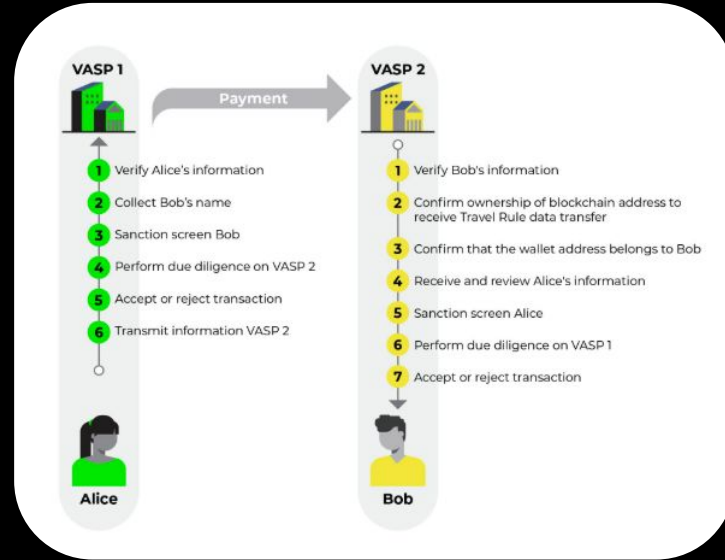 VASP 1
Payment
VASP 2
1 Verify Alice's information
2 Collect Bob's name
3 Sanction screen Bob
4 Perform due diligence on VASP 2
5 Accept or reject transaction
6 Transmit information VASP 2
Alice
1 Verify Bob's information
2 Confirm ownership of blockchain address to
receive Travel Rule data transfer
3 Confirm that the wallet address belongs to Bob
4 Receive and review Alice's information
5 Sanction screen Alice
6 Perform due diligence on VASP 1
7 Accept or reject transaction
Bob